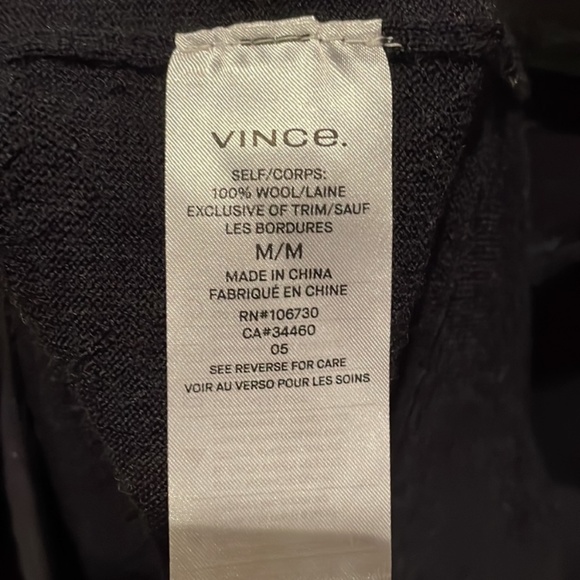 VINCE.
SELF/CORPS:
100% WOOL/LAINE
EXCLUSIVE OF TRIM/SAUF
LES BORDURES
M/M
MADE IN CHINA
FABRIQUÉ EN CHINE
RN#106730
CA#34460
05
SEE REVERSE FOR CARE
VOIR AU VERSO POUR LES SOINS